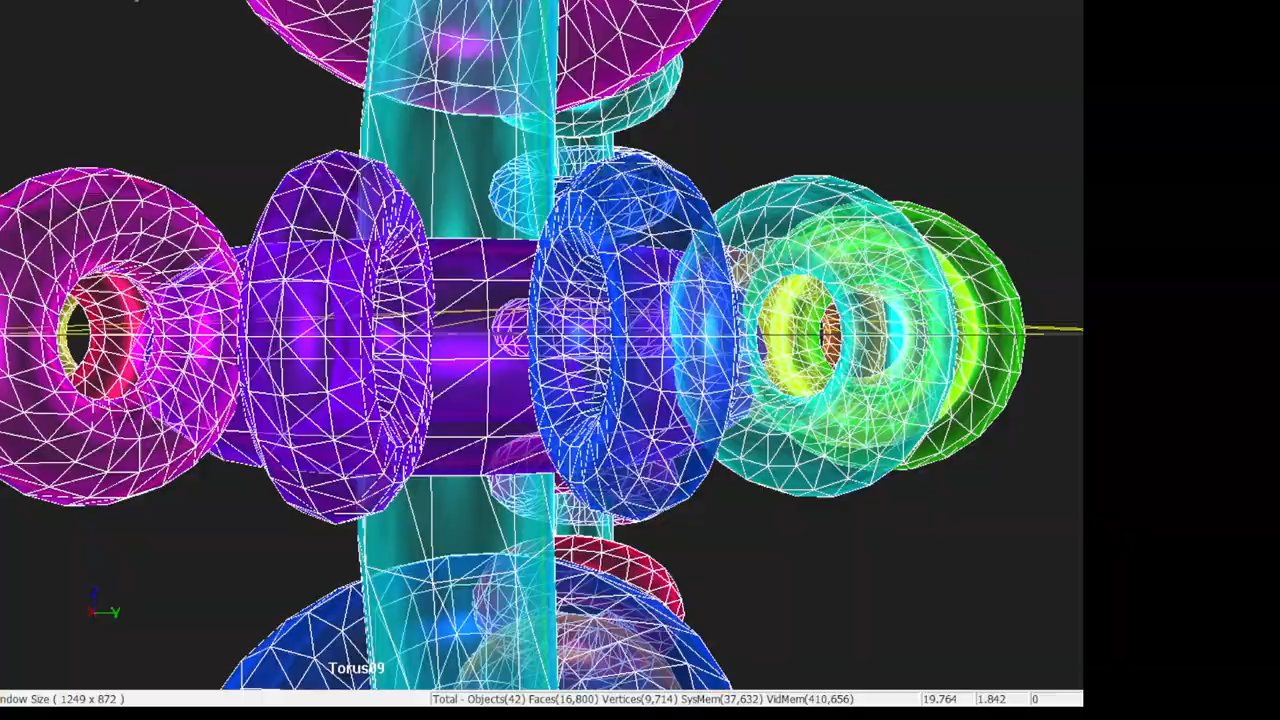 Z
X Y
Torus09
ndow Size ( 1249 x 872 ) Total - Objects(42) Faces(16,800) Vertices(9,714) SysMem(37,632) VidMem(410,656) 19.764 1.842 0